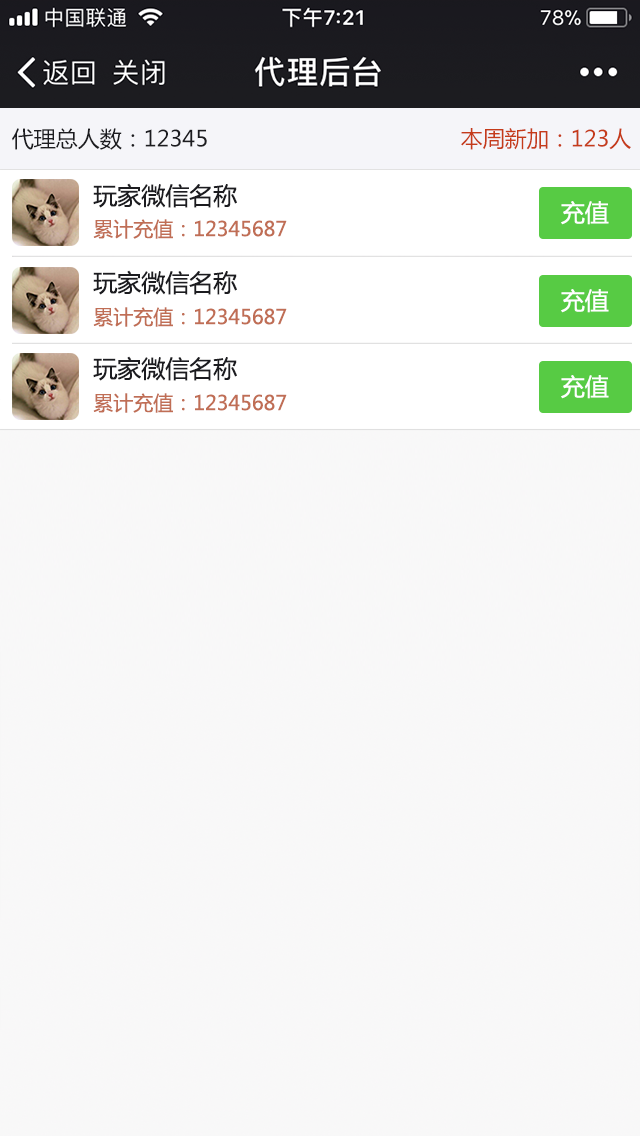 中国联通 下午7:21 78%
返回 关闭 代理后台
代理总人数：12345 本周新加：123人
玩家微信名称
累计充值：12345687
充值
玩家微信名称
累计充值：12345687
充值
玩家微信名称
累计充值：12345687
充值